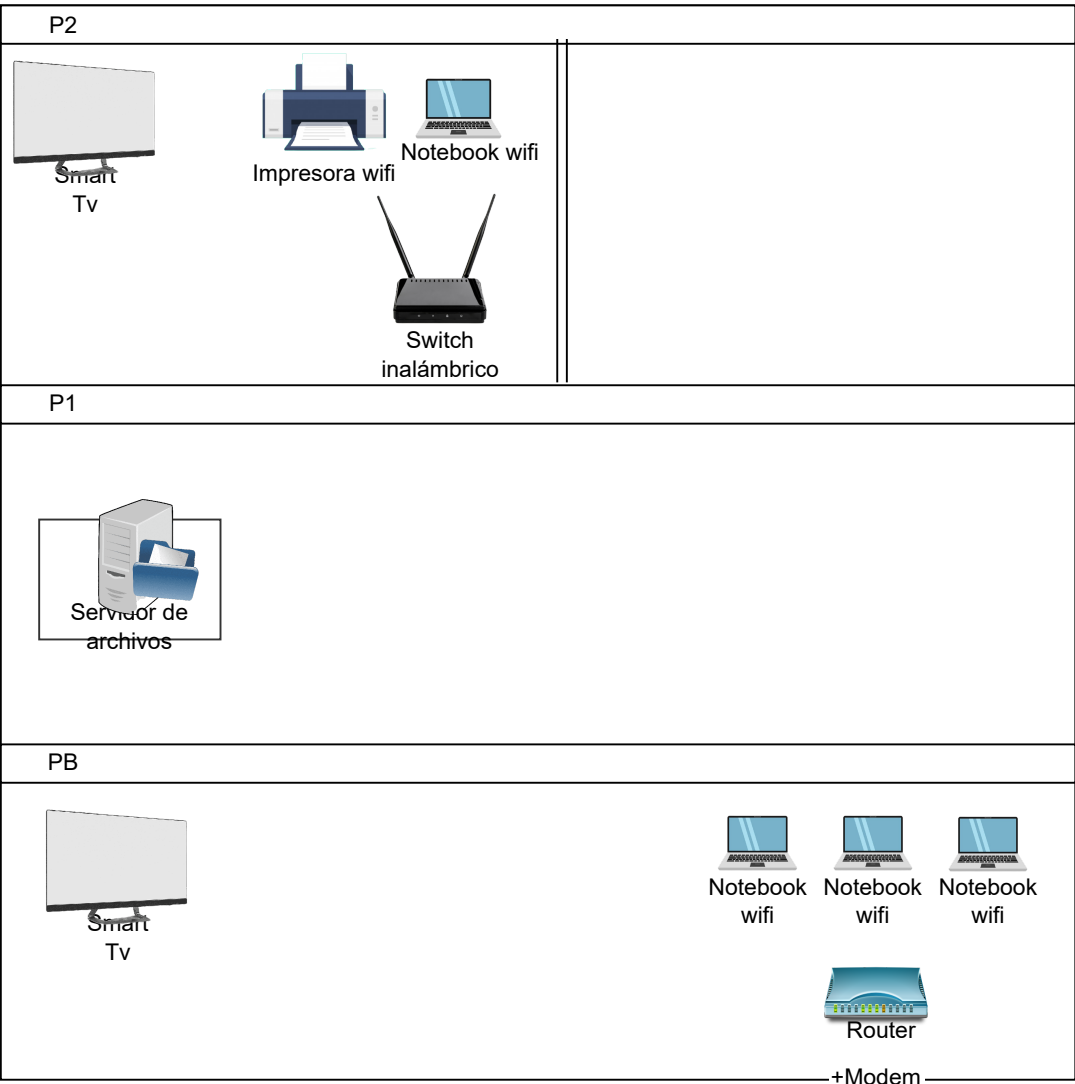 P2
Smart
Tv
Impresora wifi
Notebook wifi
Switch
inalámbrico
P1
Servidor de
archivos
PB
Smart
Tv
Notebook
wifi
Notebook
wifi
Notebook
wifi
Router
+Modem